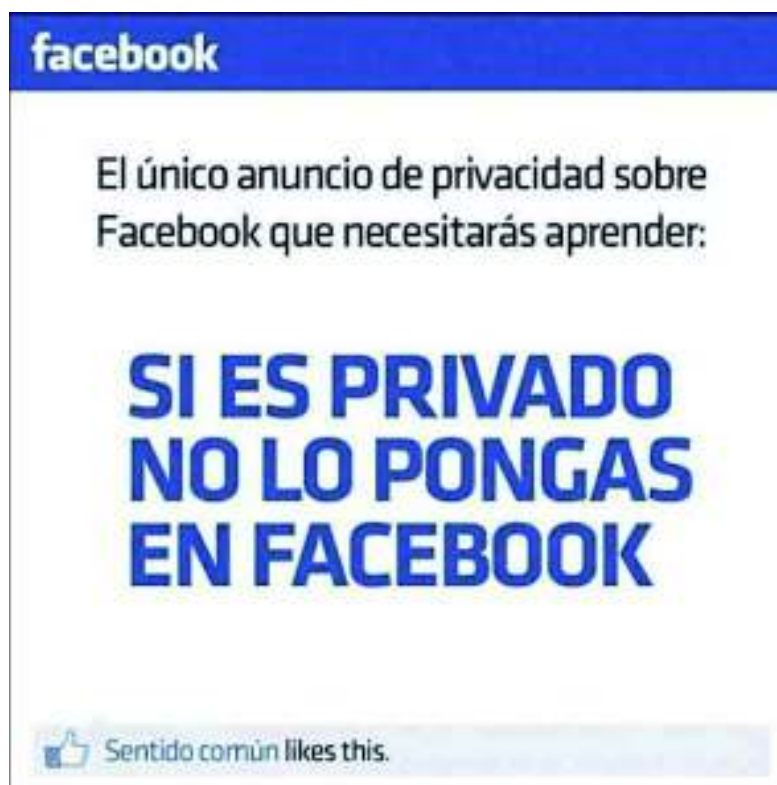 facebook
El único anuncio de privacidad sobre
Facebook que necesitarás aprender:
SI ES PRIVADO
NO LO PONGAS
EN FACEBOOK
Sentido común likes this.